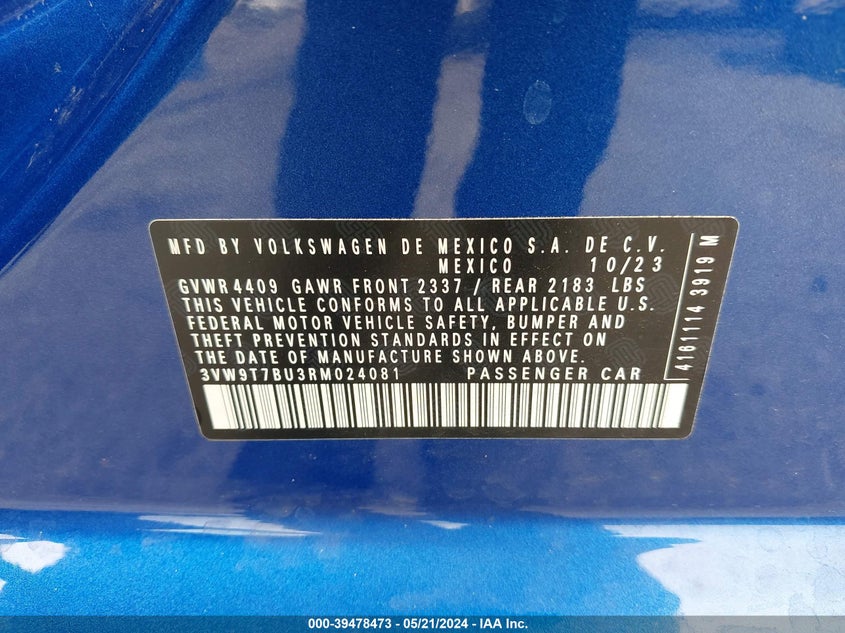 MFD BY VOLKSWAGEN DE MEXICO S.A. DE C.V.
MEXICO 10/23
GVWR 4409 GAWR FRONT 2337 / REAR 2183 LBS
THIS VEHICLE CONFORMS TO ALL APPLICABLE U.S.
FEDERAL MOTOR VEHICLE SAFETY, BUMPER AND
THEFT PREVENTION STANDARDS IN EFFECT ON
THE DATE OF MANUFACTURE SHOWN ABOVE.
3VW9T7BU3RM024081 PASSENGER CAR
4161114 3919 M
000-39478473 - 05/21/2024 - IAA Inc.